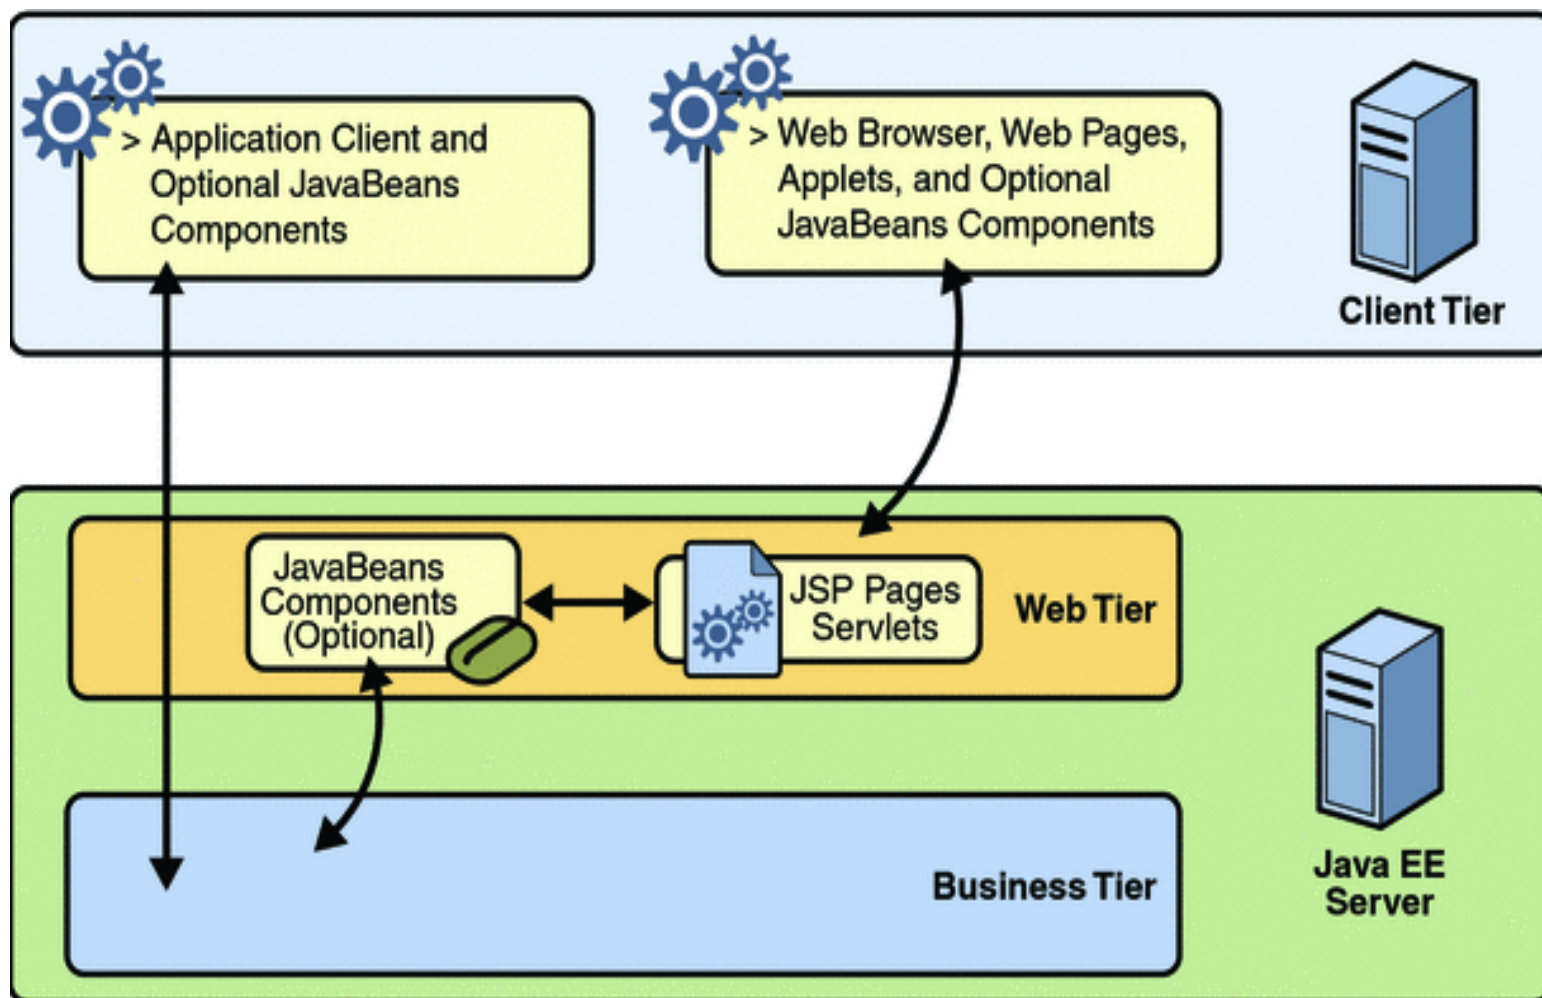 > Application Client and
Optional JavaBeans
Components
> Web Browser, Web Pages,
Applets, and Optional
JavaBeans Components
Client Tier
JavaBeans
Components
(Optional)
JSP Pages
Servlets
Web Tier
Business Tier
Java EE
Server